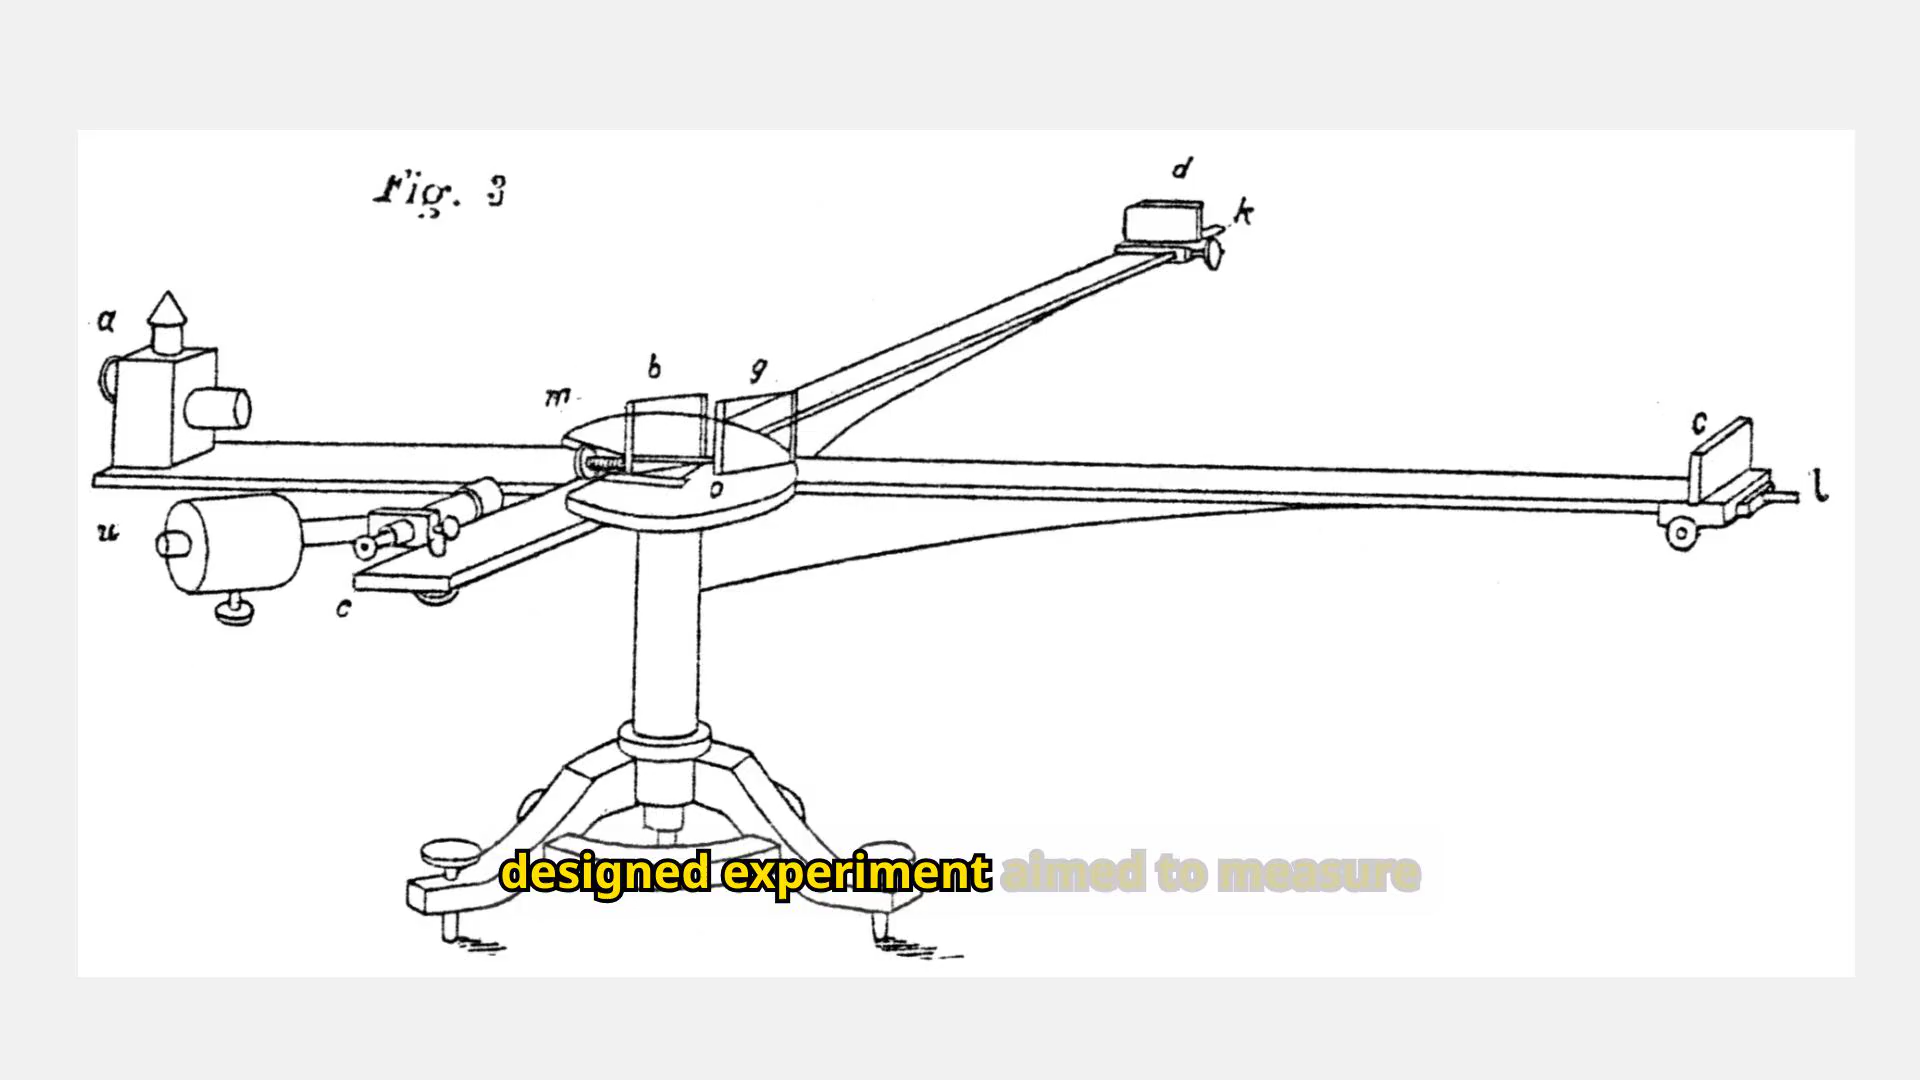 Fig. 3
d
k
a
b
g
m
c
l
o
u
c
designed experiment aimed to measure